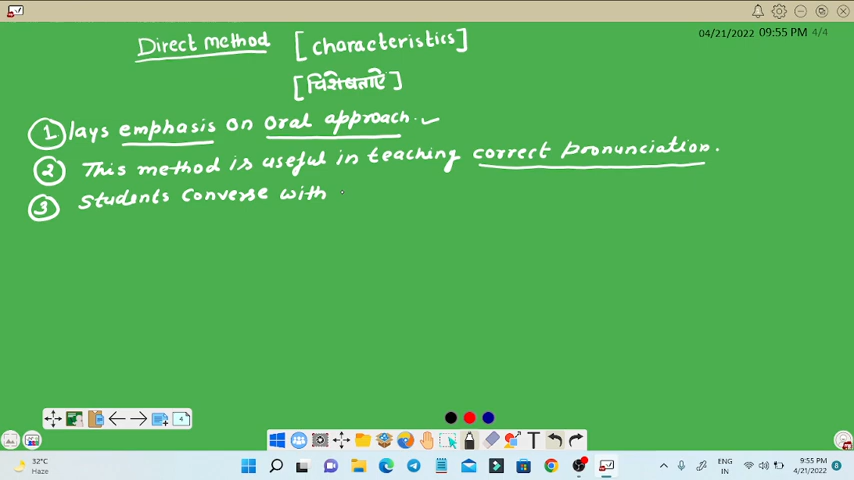 04/21/2022 09:55 PM 4/4
Direct method [characteristics]
[विशेषताऐ]
① lays emphasis on oral approach.
② This method is useful in teaching correct pronunciation.
③ Students converse with
4
T
32°C
Haze
ENG
IN
9:55 PM
4/21/2022
8